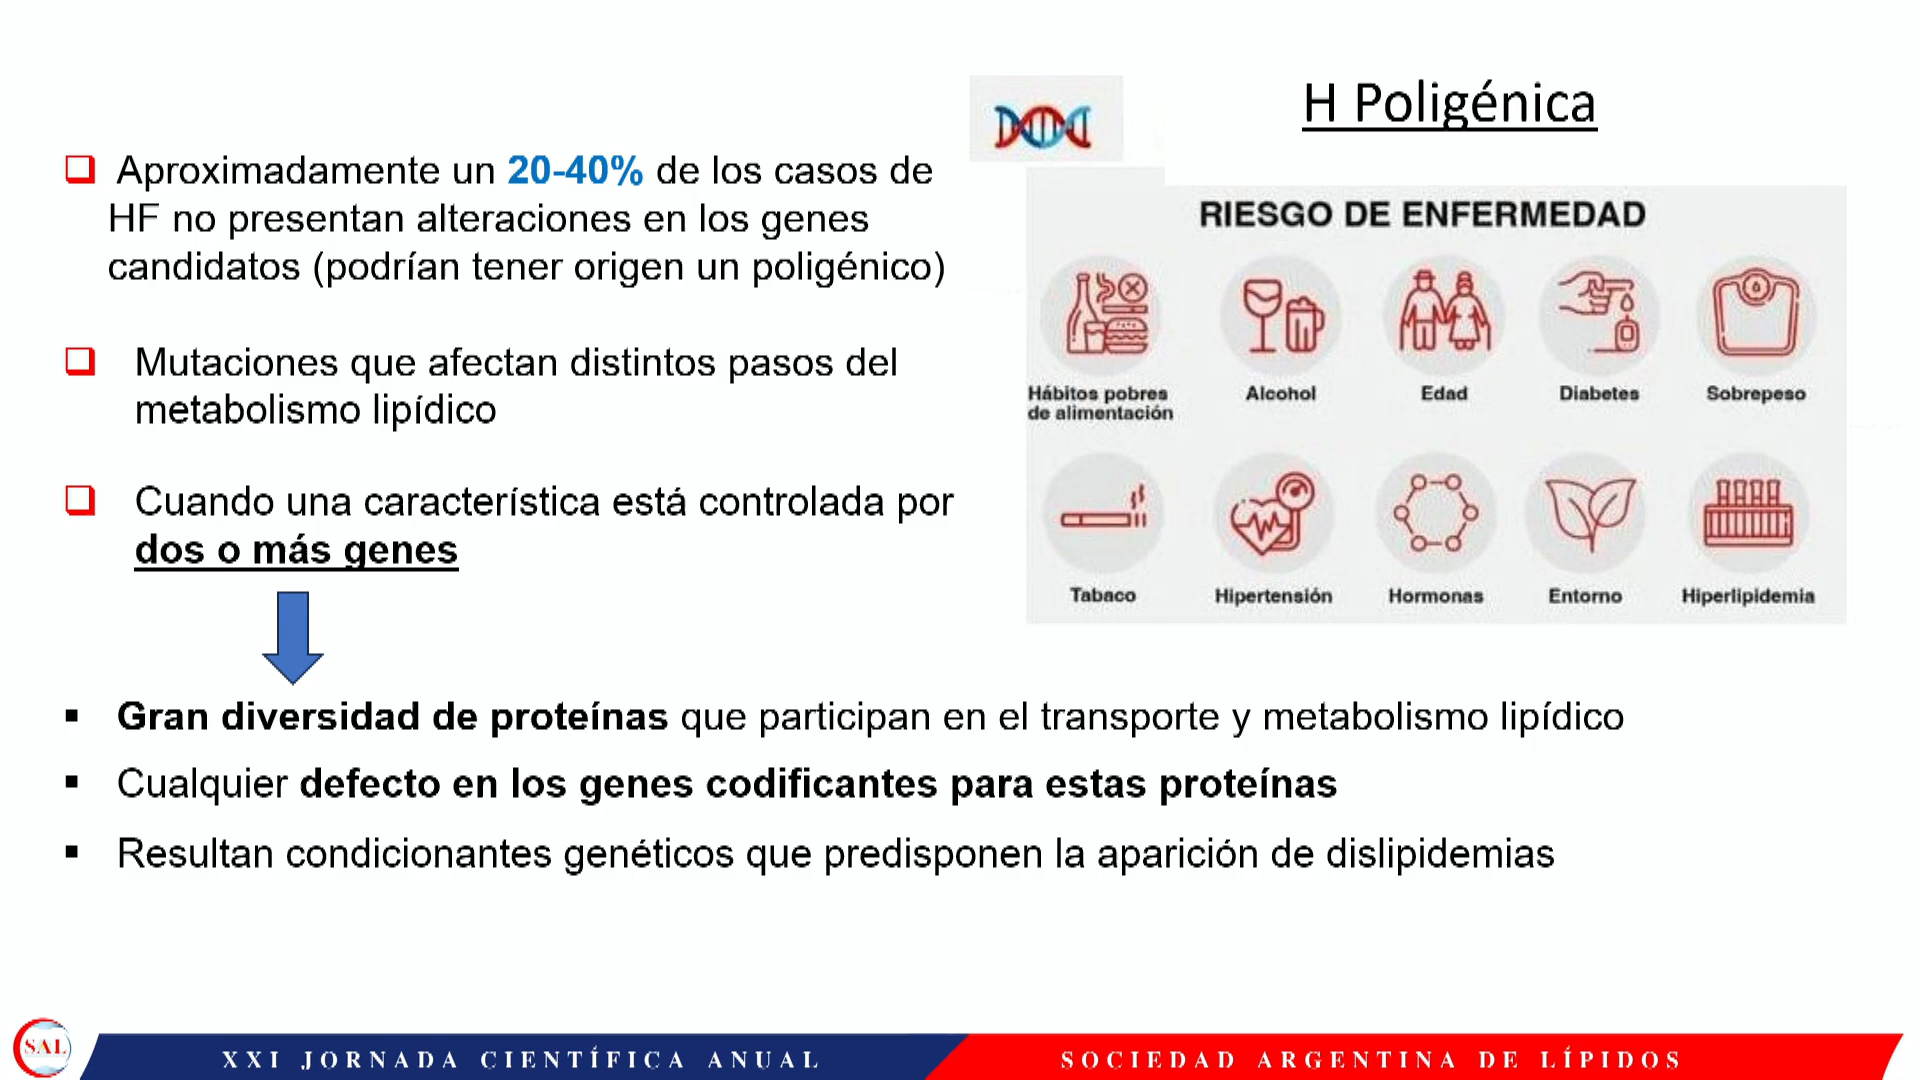 H Poligénica
Aproximadamente un 20-40% de los casos de
HF no presentan alteraciones en los genes
candidatos (podrían tener origen un poligénico)
Mutaciones que afectan distintos pasos del
metabolismo lipídico
Cuando una característica está controlada por
dos o más genes
RIESGO DE ENFERMEDAD
Hábitos pobres
de alimentación
Alcohol
Edad
Diabetes
Sobrepeso
Tabaco
Hipertensión
Hormonas
Entorno
Hiperlipidemia
Gran diversidad de proteínas que participan en el transporte y metabolismo lipídico
Cualquier defecto en los genes codificantes para estas proteínas
Resultan condicionantes genéticos que predisponen la aparición de dislipidemias
SAL
XXI JORNADA CIENTÍFICA ANUAL
SOCIEDAD ARGENTINA DE LÍPIDOS